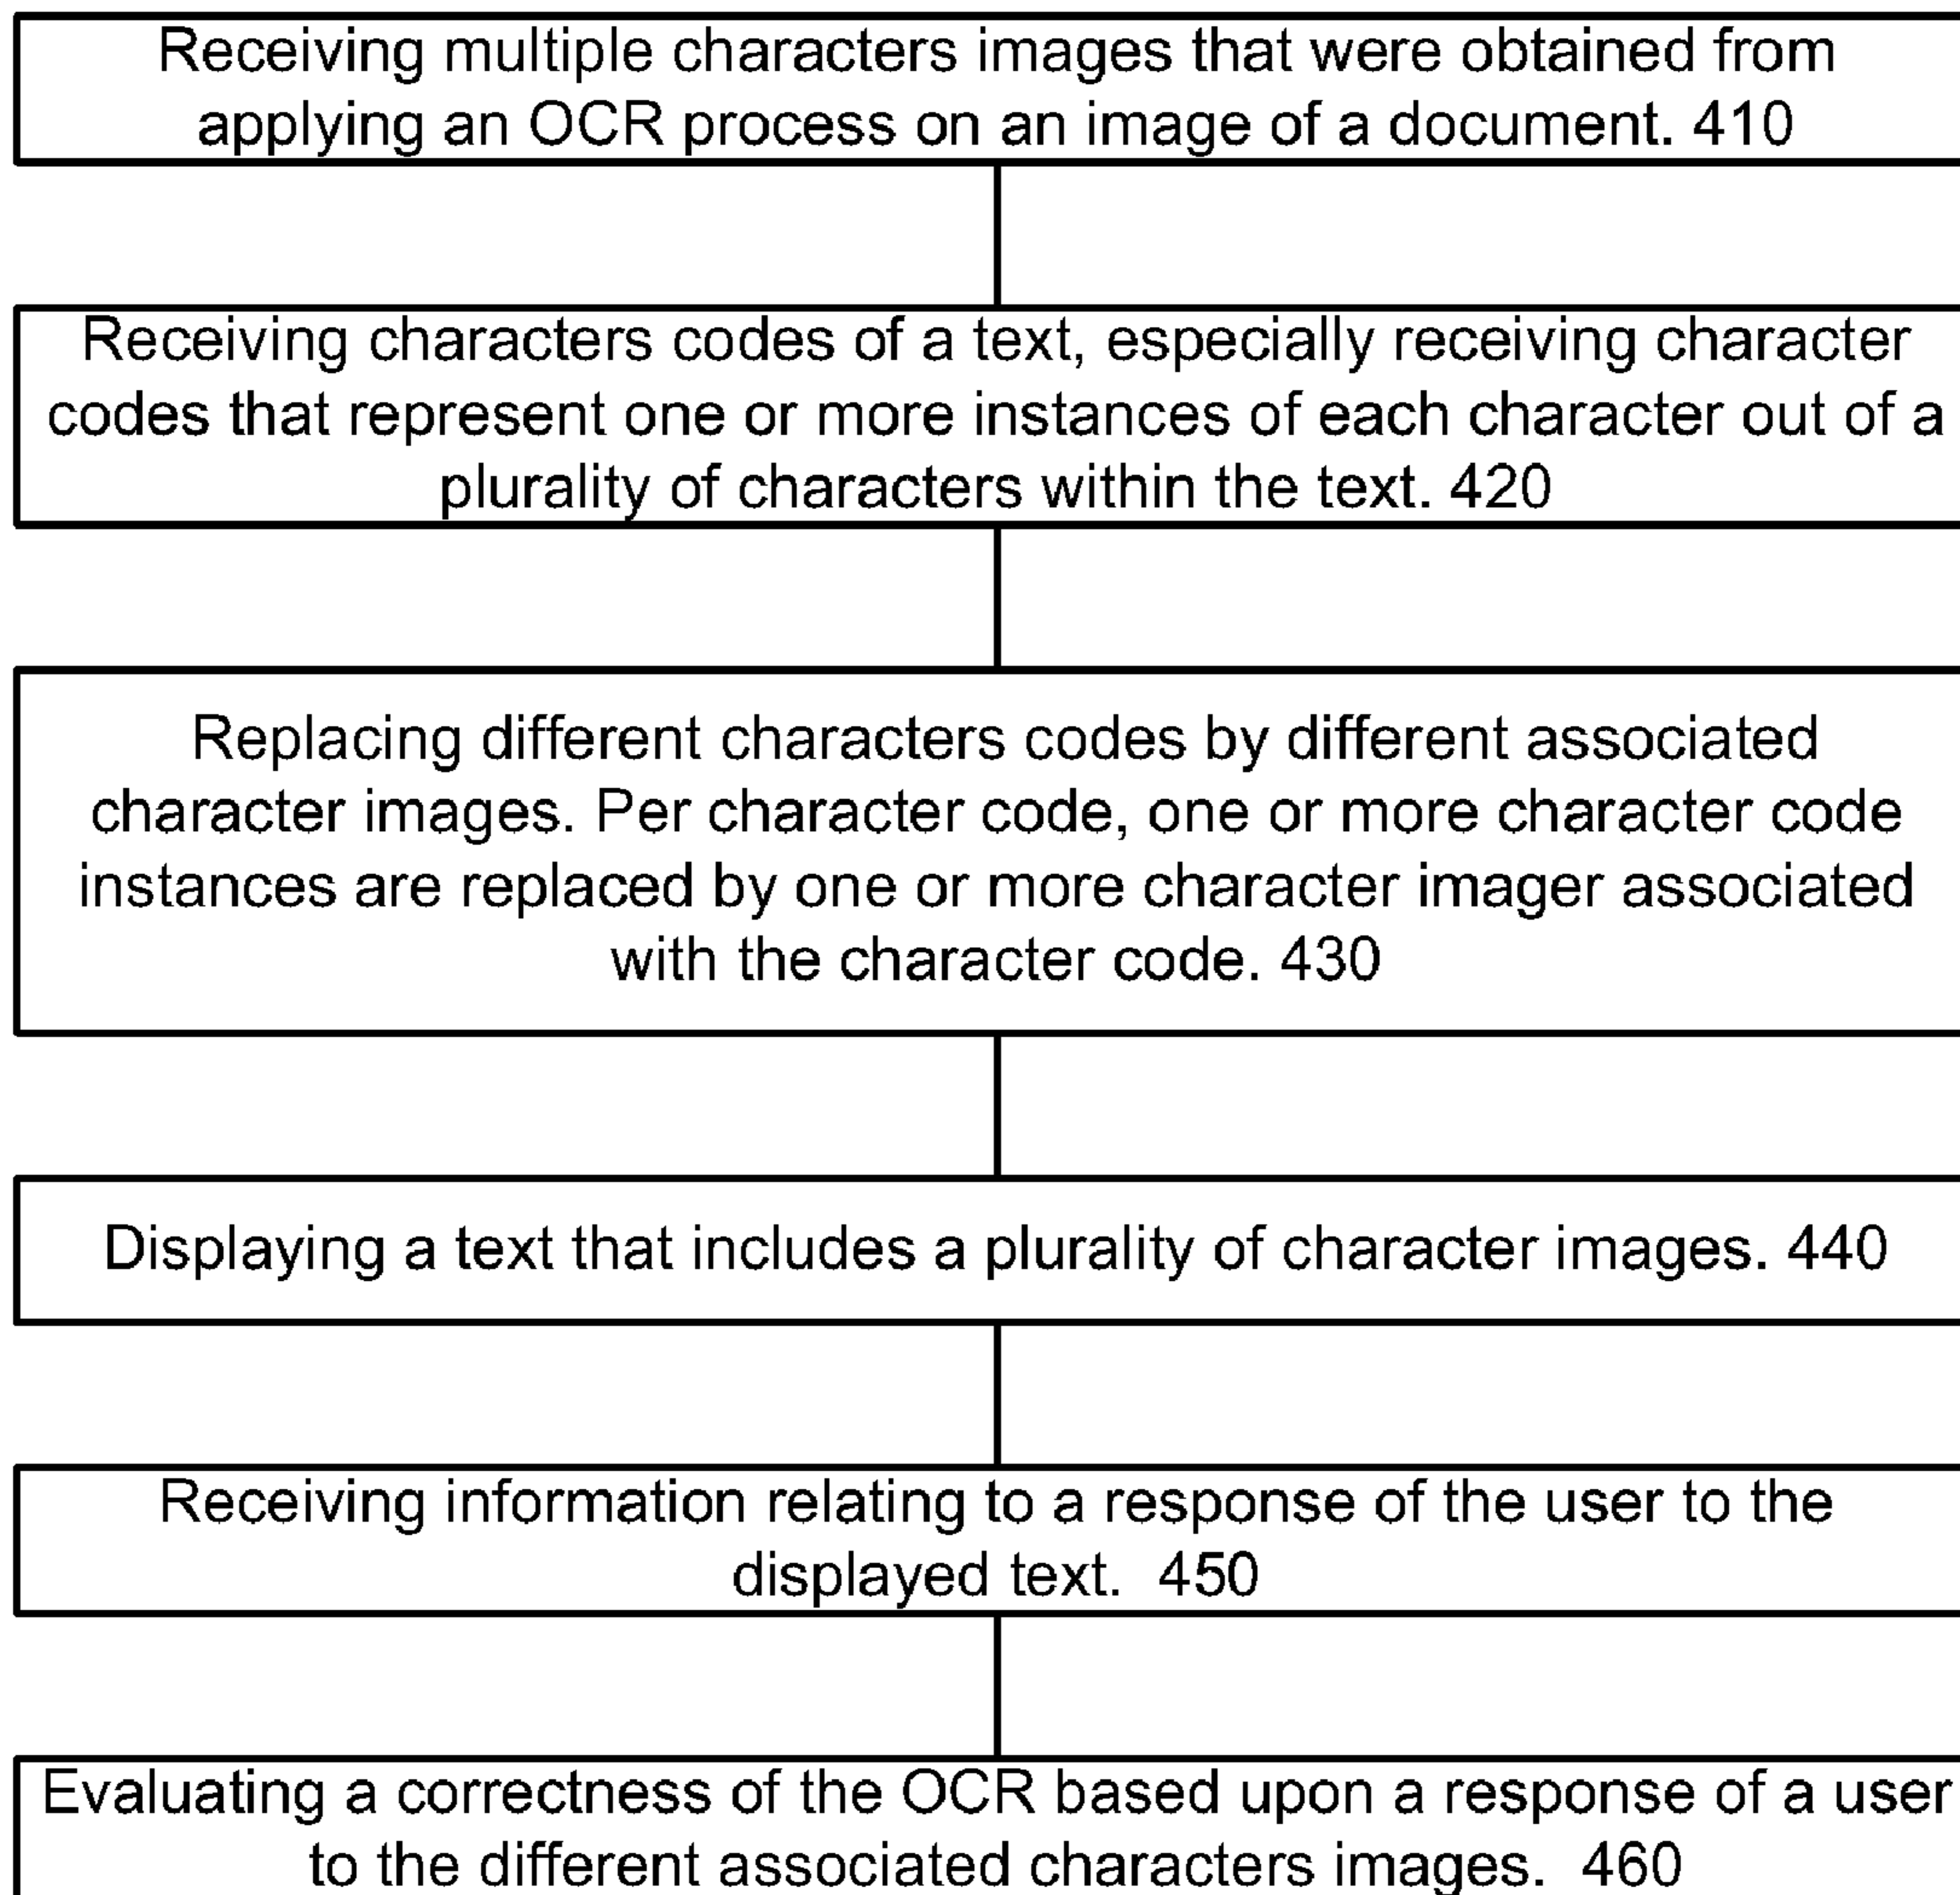 Receiving multiple characters images that were obtained from
applying an OCR process on an image of a document. 410
Receiving characters codes of a text, especially receiving character
codes that represent one or more instances of each character out of a
plurality of characters within the text. 420
Replacing different characters codes by different associated
character images. Per character code, one or more character code
instances are replaced by one or more character imager associated
with the character code. 430
Displaying a text that includes a plurality of character images. 440
Receiving information relating to a response of the user to the
displayed text.  450
Evaluating a correctness of the OCR based upon a response of a user
to the different associated characters images.  460